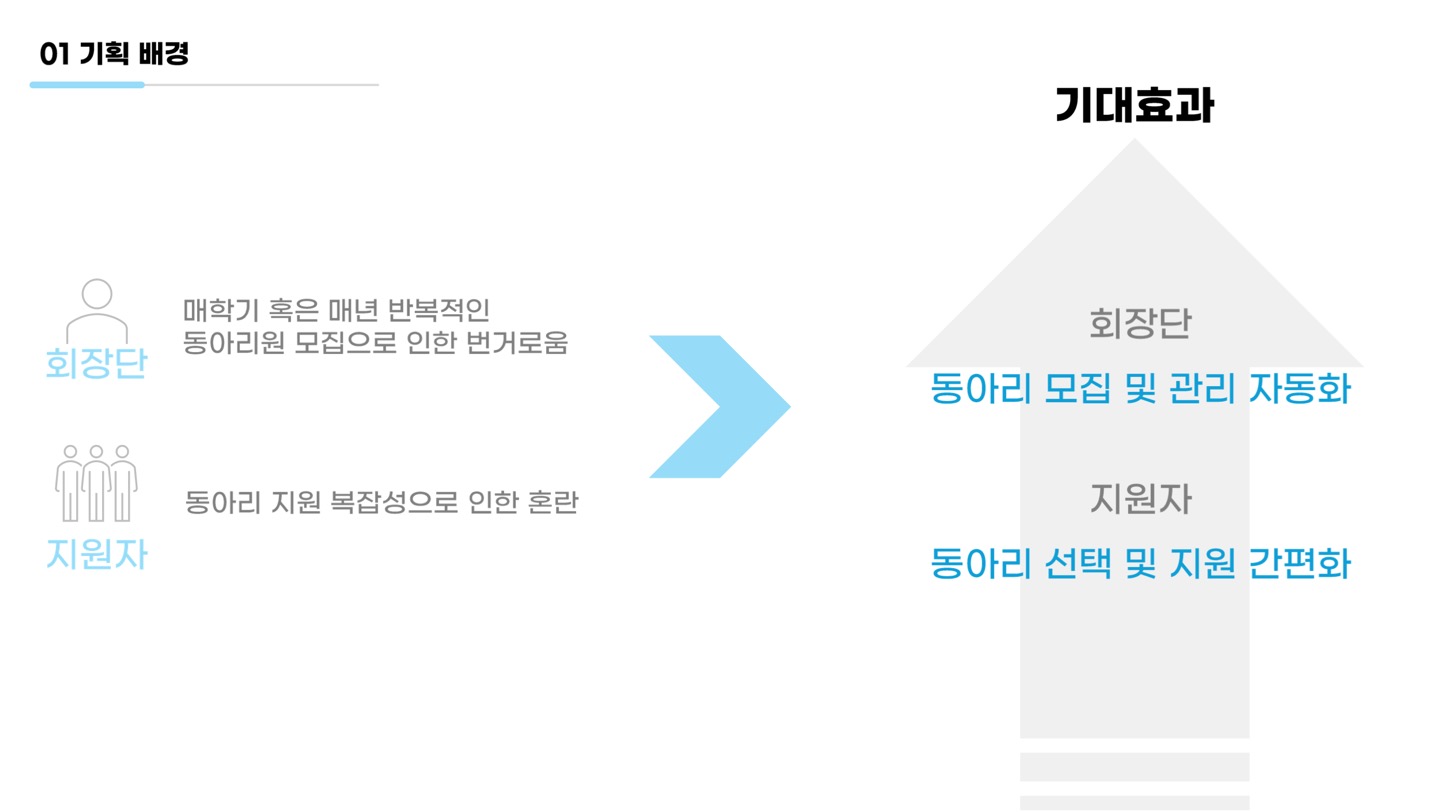 01 기획 배경
회장단
매학기 혹은 매년 반복적인
동아리원 모집으로 인한 번거로움
지원자
동아리 지원 복잡성으로 인한 혼란
기대효과
회장단
동아리 모집 및 관리 자동화
지원자
동아리 선택 및 지원 간편화